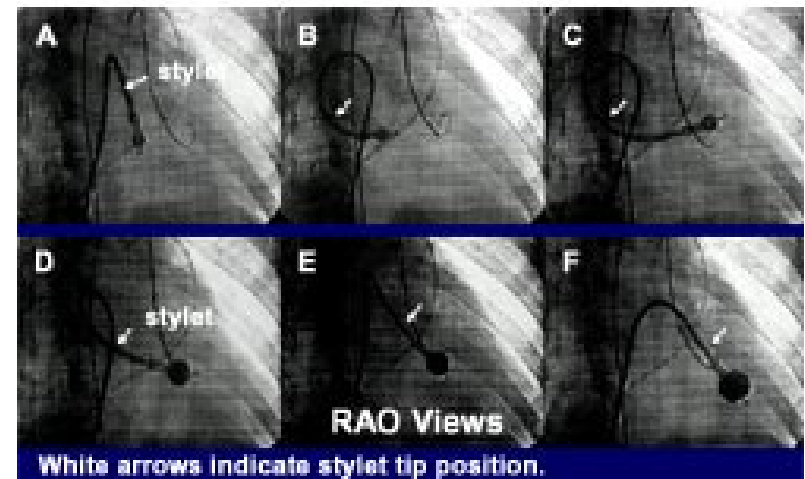 A
B
C
stylet
D
E
F
stylet
RAO Views
White arrows indicate stylet tip position.